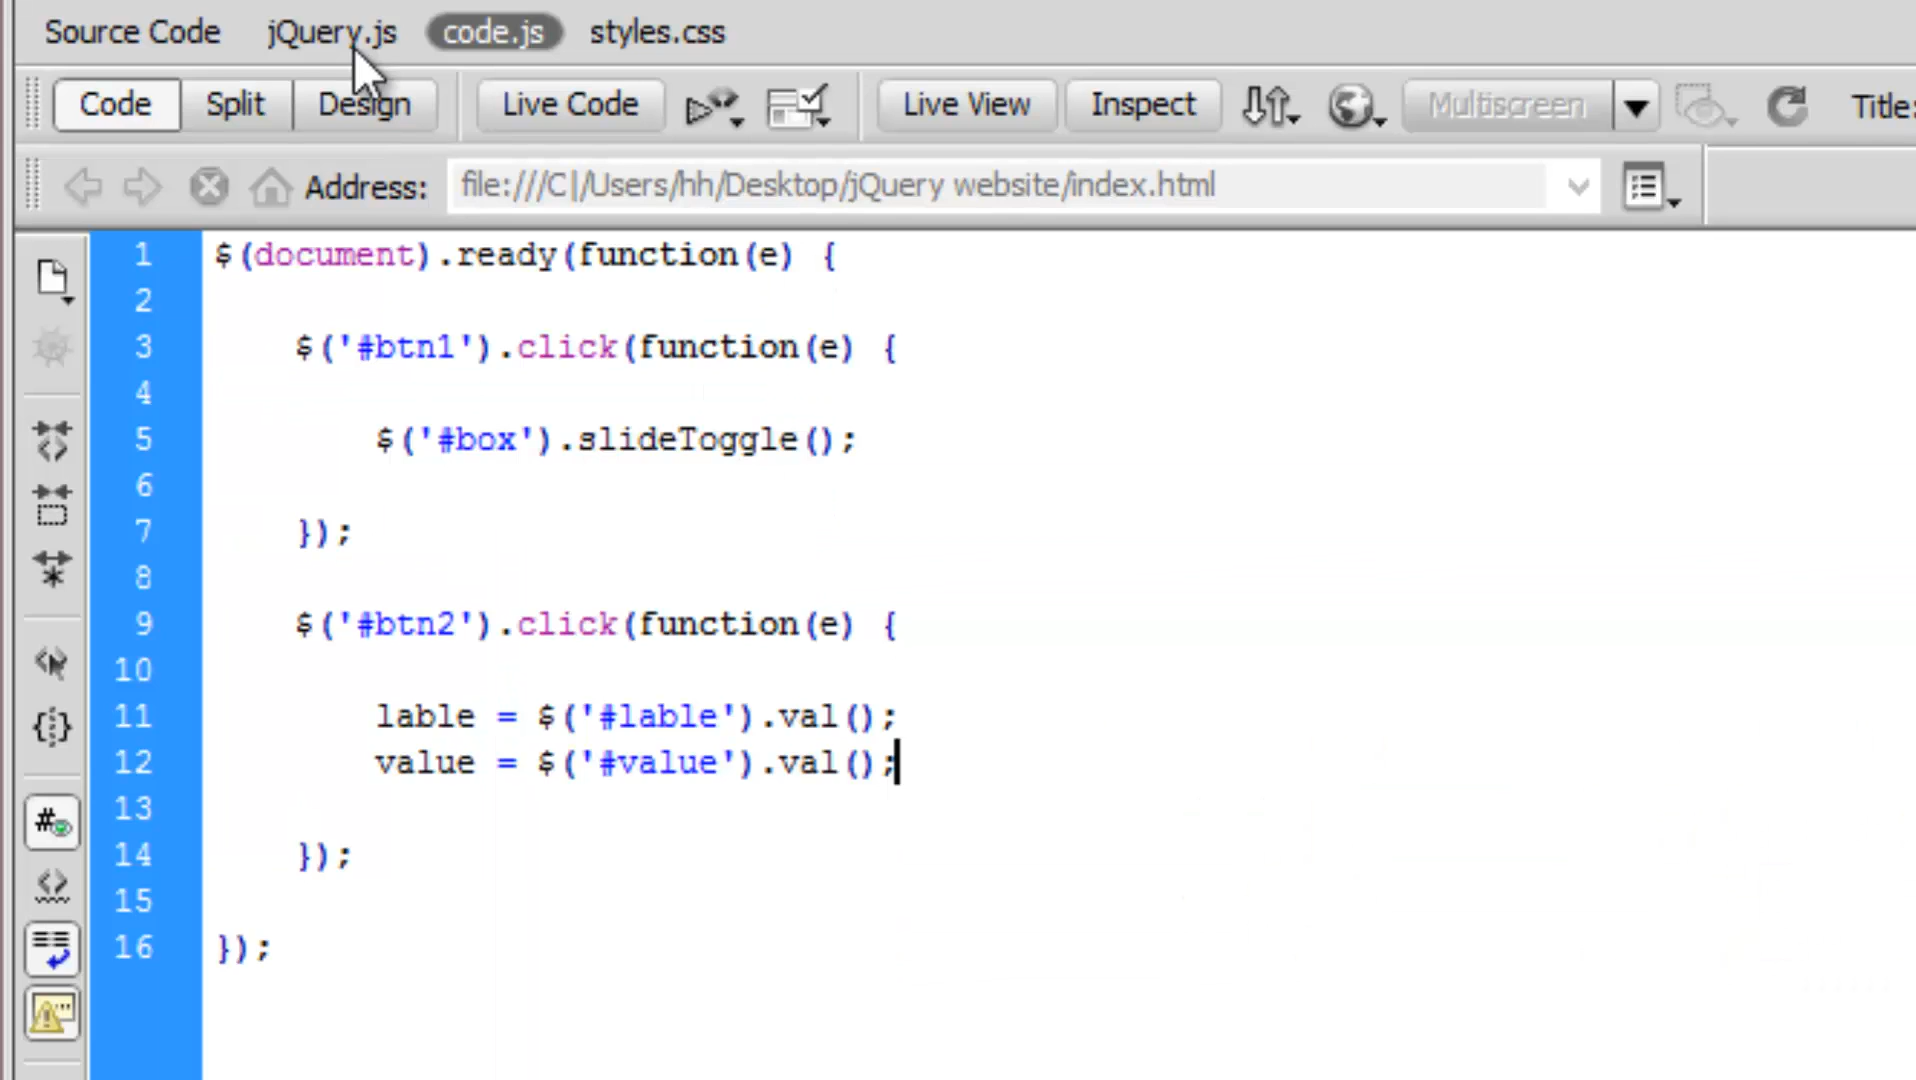 Source Code jQuery.js code.js styles.css
Code Split Design Live Code Live View Inspect Multiscreen Title:
Address: file:///C|/Users/hh/Desktop/jQuery website/index.html
1 $(document).ready(function(e) {
2
3 $('#btn1').click(function(e) {
4
5 $('#box').slideToggle();
6
7 });
8
9 $('#btn2').click(function(e) {
10
11 lable = $('#lable').val();
12 value = $('#value').val();
13
14 });
15
16 });